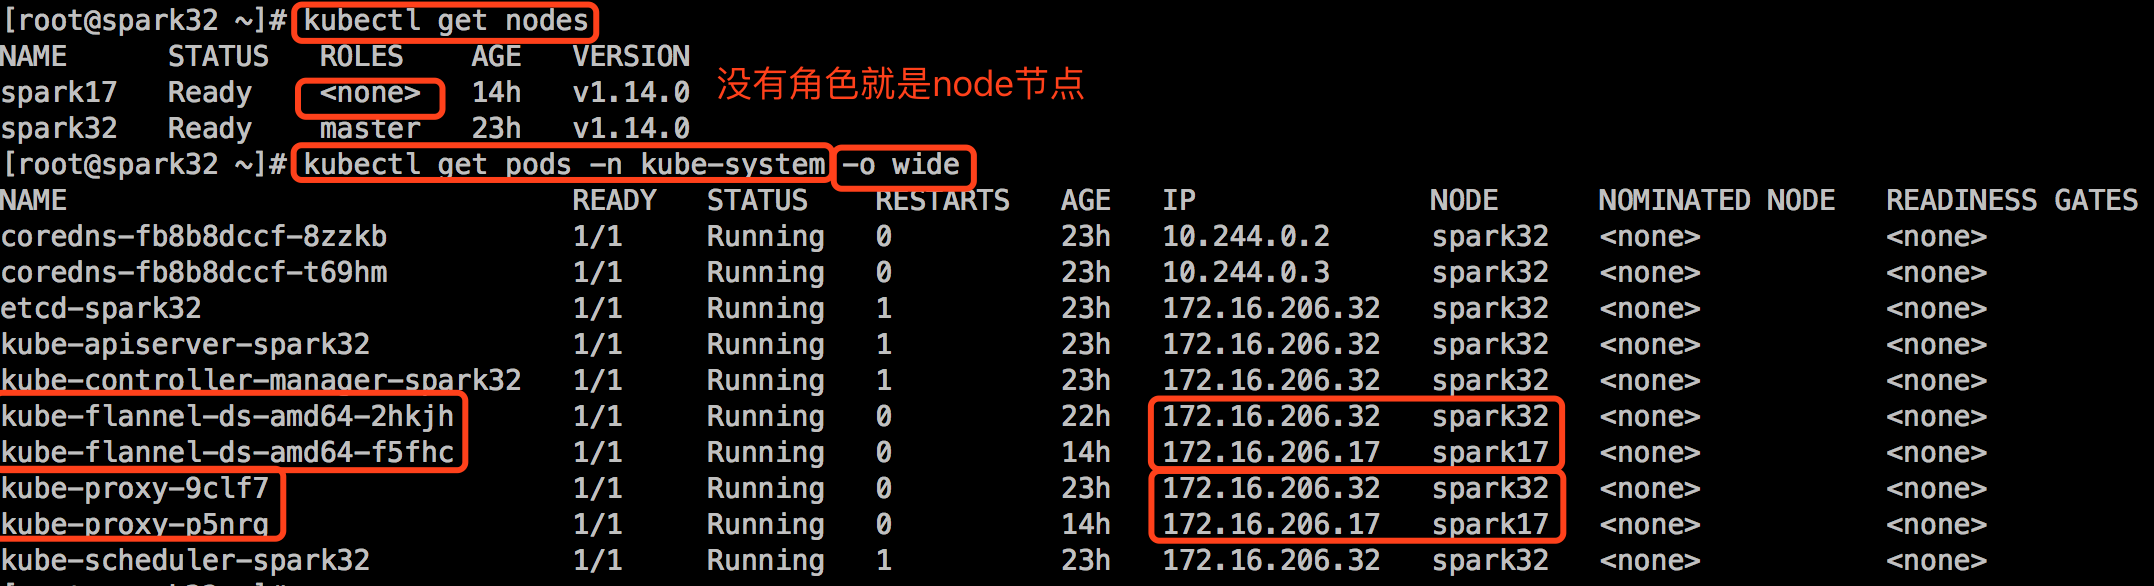 [root@spark32 ~]# kubectl get nodes
NAME STATUS ROLES AGE VERSION
spark17 Ready <none> 14h v1.14.0 没有角色就是node节点
spark32 Ready master 23h v1.14.0
[root@spark32 ~]# kubectl get pods -n kube-system -o wide
NAME READY STATUS RESTARTS AGE IP NODE NOMINATED NODE READINESS GATES
coredns-fb8b8dccf-8zzkb 1/1 Running 0 23h 10.244.0.2 spark32 <none> <none>
coredns-fb8b8dccf-t69hm 1/1 Running 0 23h 10.244.0.3 spark32 <none> <none>
etcd-spark32 1/1 Running 1 23h 172.16.206.32 spark32 <none> <none>
kube-apiserver-spark32 1/1 Running 1 23h 172.16.206.32 spark32 <none> <none>
kube-controller-manager-spark32 1/1 Running 1 23h 172.16.206.32 spark32 <none> <none>
kube-flannel-ds-amd64-2hkjh 1/1 Running 0 22h 172.16.206.32 spark32 <none> <none>
kube-flannel-ds-amd64-f5fhc 1/1 Running 0 14h 172.16.206.17 spark17 <none> <none>
kube-proxy-9clf7 1/1 Running 0 23h 172.16.206.32 spark32 <none> <none>
kube-proxy-p5nrq 1/1 Running 0 14h 172.16.206.17 spark17 <none> <none>
kube-scheduler-spark32 1/1 Running 1 23h 172.16.206.32 spark32 <none> <none>